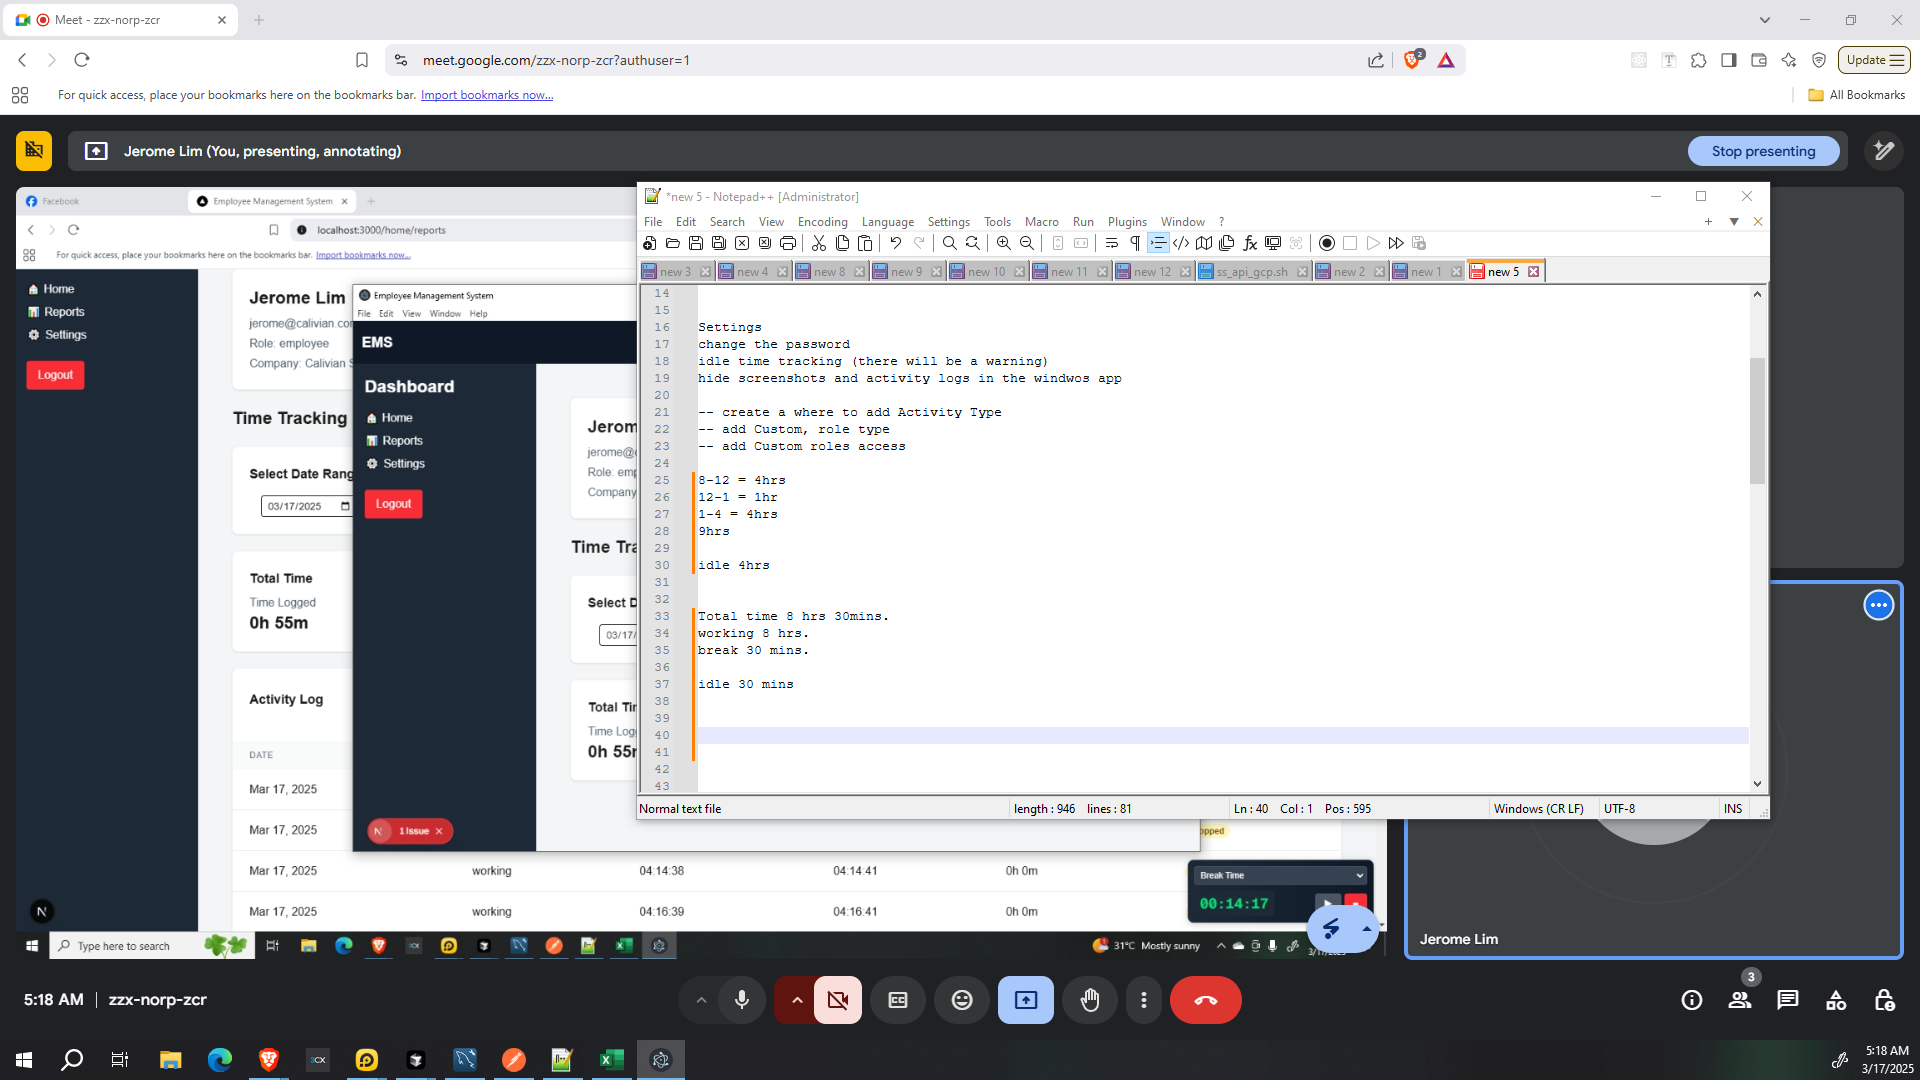 Meet - zzx-norp-zcr
meet.google.com/zzx-norp-zcr?authuser=1
2
Update
For quick access, place your bookmarks here on the bookmarks bar. Import bookmarks now...
All Bookmarks
Jerome Lim (You, presenting, annotating)
Stop presenting
Facebook
Employee Management System
localhost:3000/home/reports
For quick access, place your bookmarks here on the bookmarks bar. Import bookmarks now...
Home
Reports
Settings
Logout
Jerome Lim
jerome@calivian.co
Role: employee
Company: Calivian S
Time Tracking
Select Date Rang
03/17/2025
Total Time
Time Logged
0h 55m
Activity Log
DATE
Mar 17, 2025
Mar 17, 2025
Mar 17, 2025 working 04:14:38 04:14:41 0h 0m
Mar 17, 2025 working 04:16:39 04:16:41 0h 0m
N
Employee Management System
File Edit View Window Help
EMS
Dashboard
Home
Reports
Settings
Logout
Jerom
jerome@
Role: emp
Company
Time Tra
Select D
03/17/
Total Tim
Time Log
0h 55m
N 1 Issue
*new 5 - Notepad++ [Administrator]
File Edit Search View Encoding Language Settings Tools Macro Run Plugins Window ?
new 3 new 4 new 8 new 9 new 10 new 11 new 12 ss_api_gcp.sh new 2 new 1 new 5
14
15
16 Settings
17 change the password
18 idle time tracking (there will be a warning)
19 hide screenshots and activity logs in the windwos app
20
21 -- create a where to add Activity Type
22 -- add Custom, role type
23 -- add Custom roles access
24
25 8-12 = 4hrs
26 12-1 = 1hr
27 1-4 = 4hrs
28 9hrs
29
30 idle 4hrs
31
32
33 Total time 8 hrs 30mins.
34 working 8 hrs.
35 break 30 mins.
36
37 idle 30 mins
38
39
40
41
42
43
Normal text file length : 946 lines : 81 Ln : 40 Col : 1 Pos : 595 Windows (CR LF) UTF-8 INS
opped
Break Time
00:14:17
Type here to search
31°C Mostly sunny
Jerome Lim
5:18 AM | zzx-norp-zcr
3
5:18 AM
3/17/2025